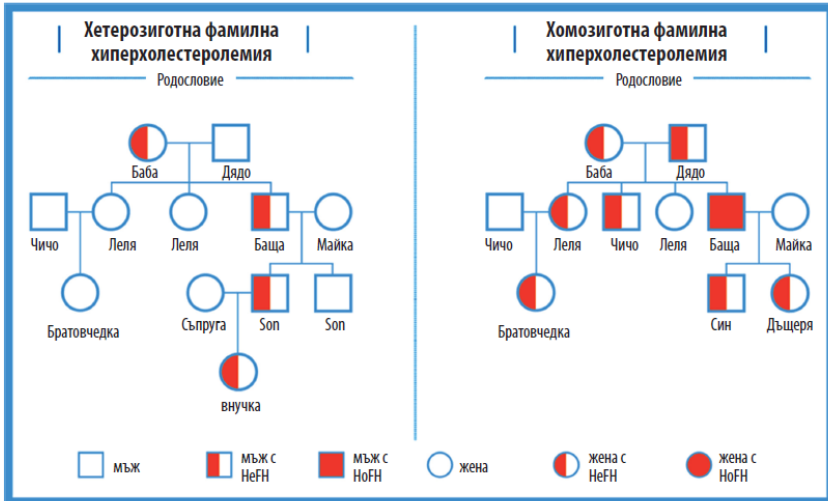 Хетерозиготна фамилна
хиперхолестеролемия
Родословие
Баба
Дядо
Чичо
Леля
Леля
Баща
Майка
Братовчедка
Съпруга
Son
Son
внучка
Хомозиготна фамилна
хиперхолестеролемия
Родословие
Баба
Дядо
Чичо
Леля
Чичо
Леля
Баща
Майка
Братовчедка
Син
Дъщеря
мъж
мъж с
HeFH
мъж с
HoFH
жена
жена с
HeFH
жена с
HoFH